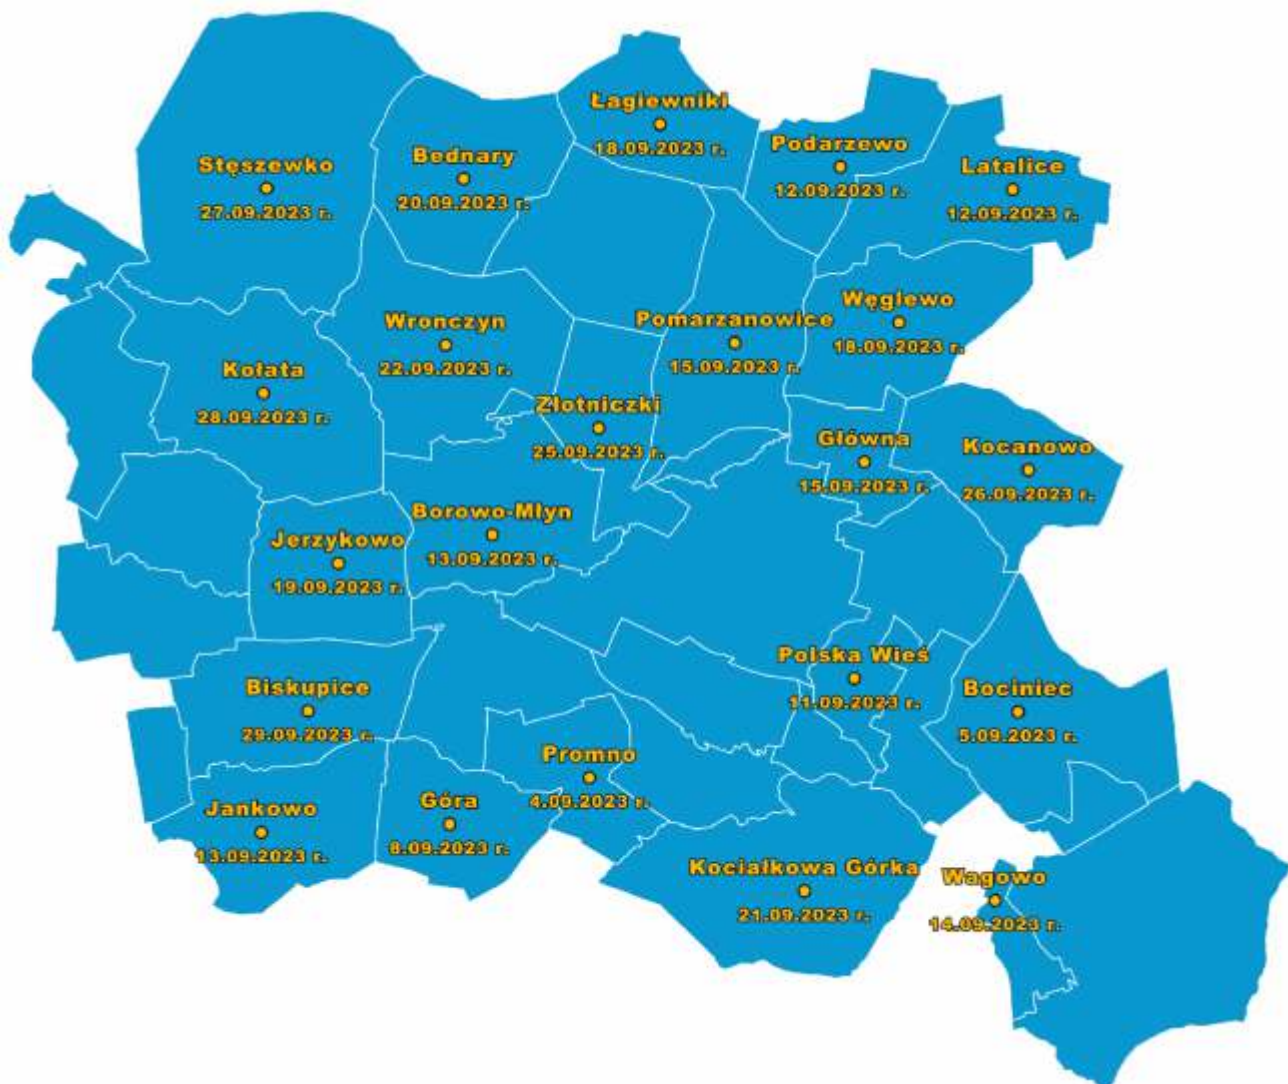 Łagiewniki
18.09.2023 r.
Podarzewo
12.09.2023 r.
Stęszewko
27.09.2023 r.
Bednary
20.09.2023 r.
Latalice
12.09.2023 r.
Węglewo
18.09.2023 r.
Wronczyn
22.09.2023 r.
Pomarzanowice
15.09.2023 r.
Kołata
28.09.2023 r.
Złotniczki
25.09.2023 r.
Główna
15.09.2023 r.
Kocanowo
26.09.2023 r.
Borowo-Młyn
13.09.2023 r.
Jerzykowo
19.09.2023 r.
Polska Wieś
11.09.2023 r.
Biskupice
29.09.2023 r.
Bociniec
5.09.2023 r.
Promno
4.09.2023 r.
Jankowo
13.09.2023 r.
Góra
8.09.2023 r.
Kociałkowa Górka
21.09.2023 r.
Wagowo
14.09.2023 r.